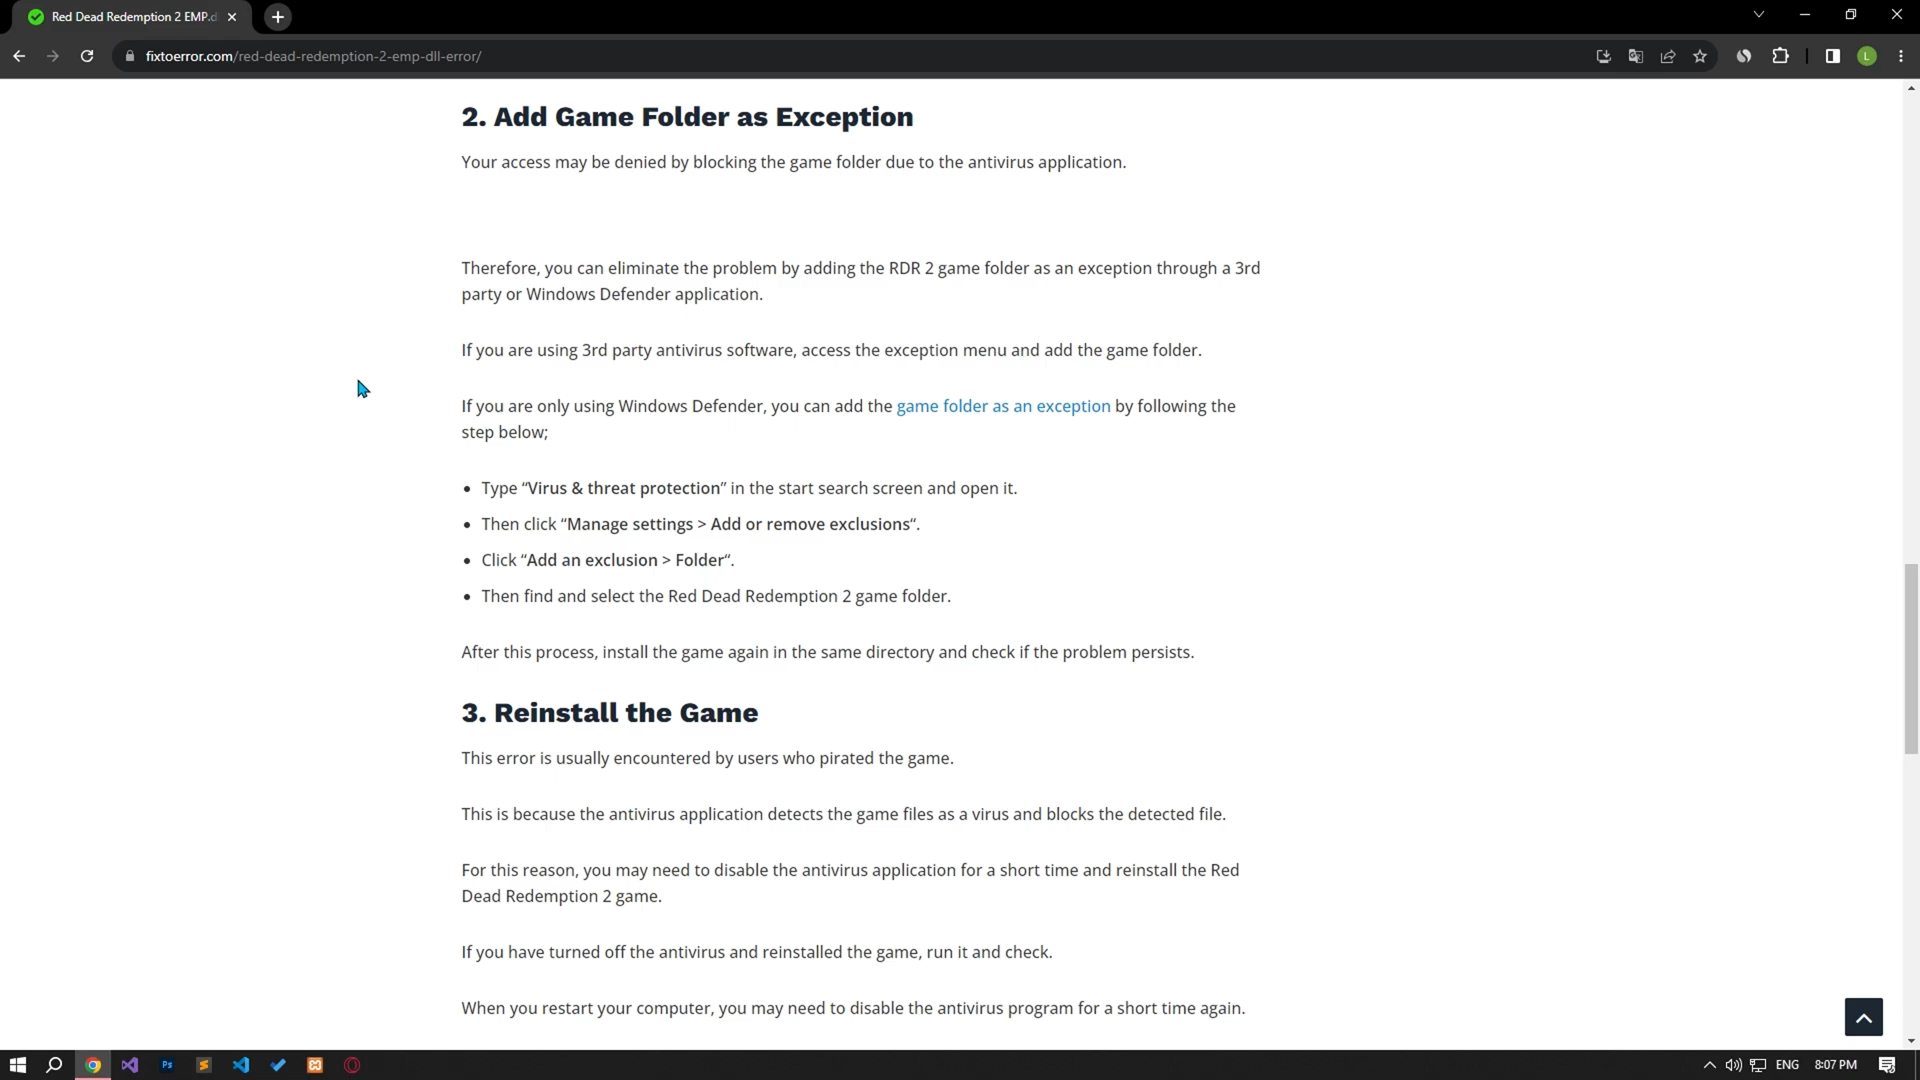 Red Dead Redemption 2 EMP.d
fixtoerror.com/red-dead-redemption-2-emp-dll-error/
L
2. Add Game Folder as Exception
Your access may be denied by blocking the game folder due to the antivirus application.
Therefore, you can eliminate the problem by adding the RDR 2 game folder as an exception through a 3rd
party or Windows Defender application.
If you are using 3rd party antivirus software, access the exception menu and add the game folder.
If you are only using Windows Defender, you can add the game folder as an exception by following the
step below;
• Type “Virus & threat protection” in the start search screen and open it.
• Then click “Manage settings > Add or remove exclusions“.
• Click “Add an exclusion > Folder“.
• Then find and select the Red Dead Redemption 2 game folder.
After this process, install the game again in the same directory and check if the problem persists.
3. Reinstall the Game
This error is usually encountered by users who pirated the game.
This is because the antivirus application detects the game files as a virus and blocks the detected file.
For this reason, you may need to disable the antivirus application for a short time and reinstall the Red
Dead Redemption 2 game.
If you have turned off the antivirus and reinstalled the game, run it and check.
When you restart your computer, you may need to disable the antivirus program for a short time again.
Ps
ENG
8:07 PM